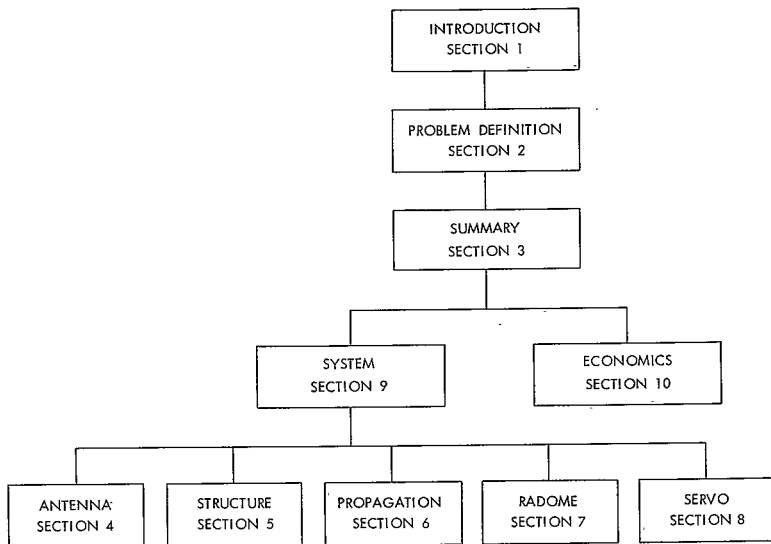 INTRODUCTION
SECTION 1
PROBLEM DEFINITION
SECTION 2
SUMMARY
SECTION 3
SYSTEM
SECTION 9
ECONOMICS
SECTION 10
ANTENNA
SECTION 4
STRUCTURE
SECTION 5
PROPAGATION
SECTION 6
RADOME
SECTION 7
SERVO
SECTION 8